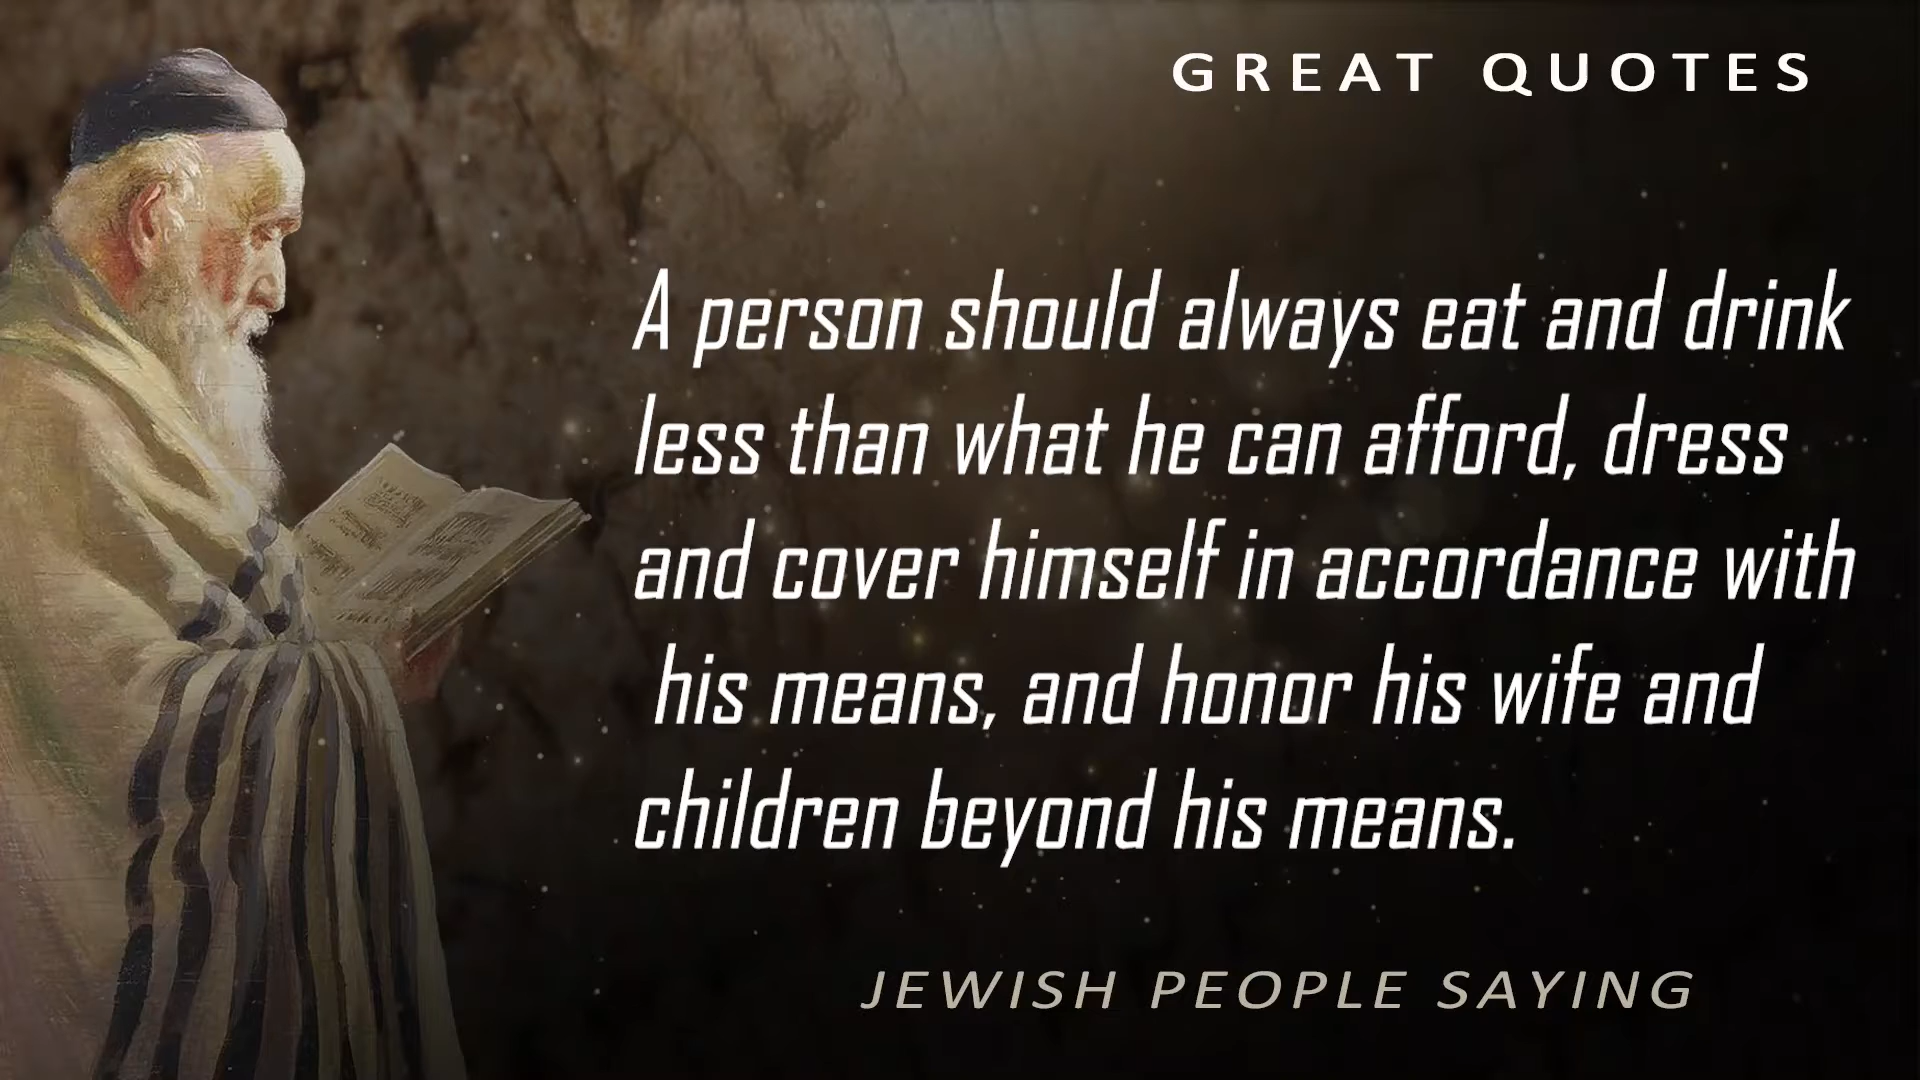 GREAT QUOTES
A person should always eat and drink
less than what he can afford, dress
and cover himself in accordance with
his means, and honor his wife and
children beyond his means.
JEWISH PEOPLE SAYING